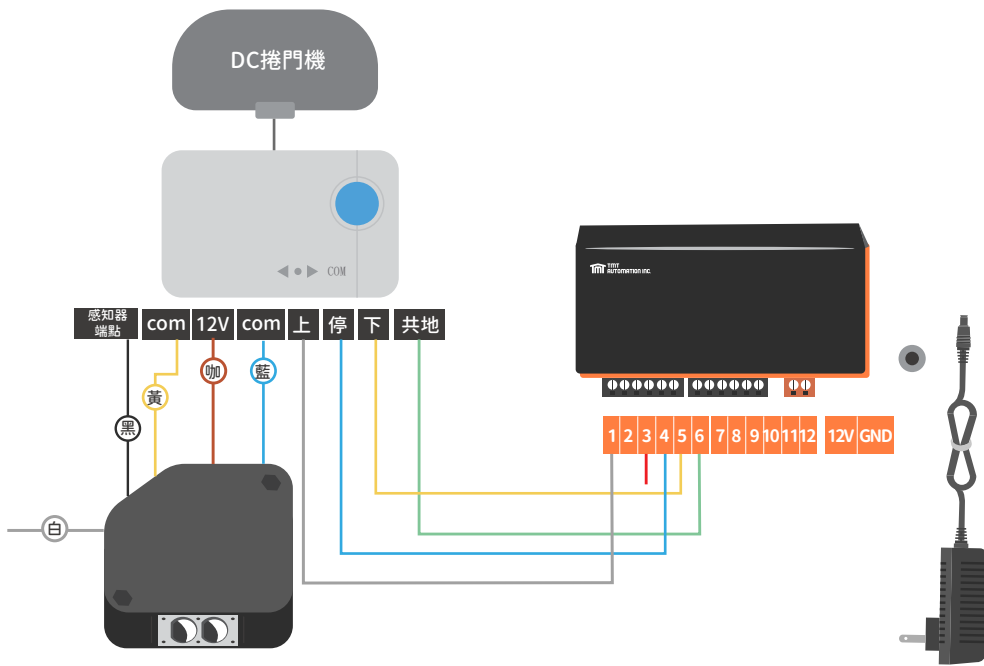 DC捲門機
COM
感知器
端點
com
12V
com
上
停
下
共地
咖
藍
黃
黑
白
TMT
TMT
AUTOMATION INC.
1 2 3 4 5 6 7 8 9 10 11 12 12V GND